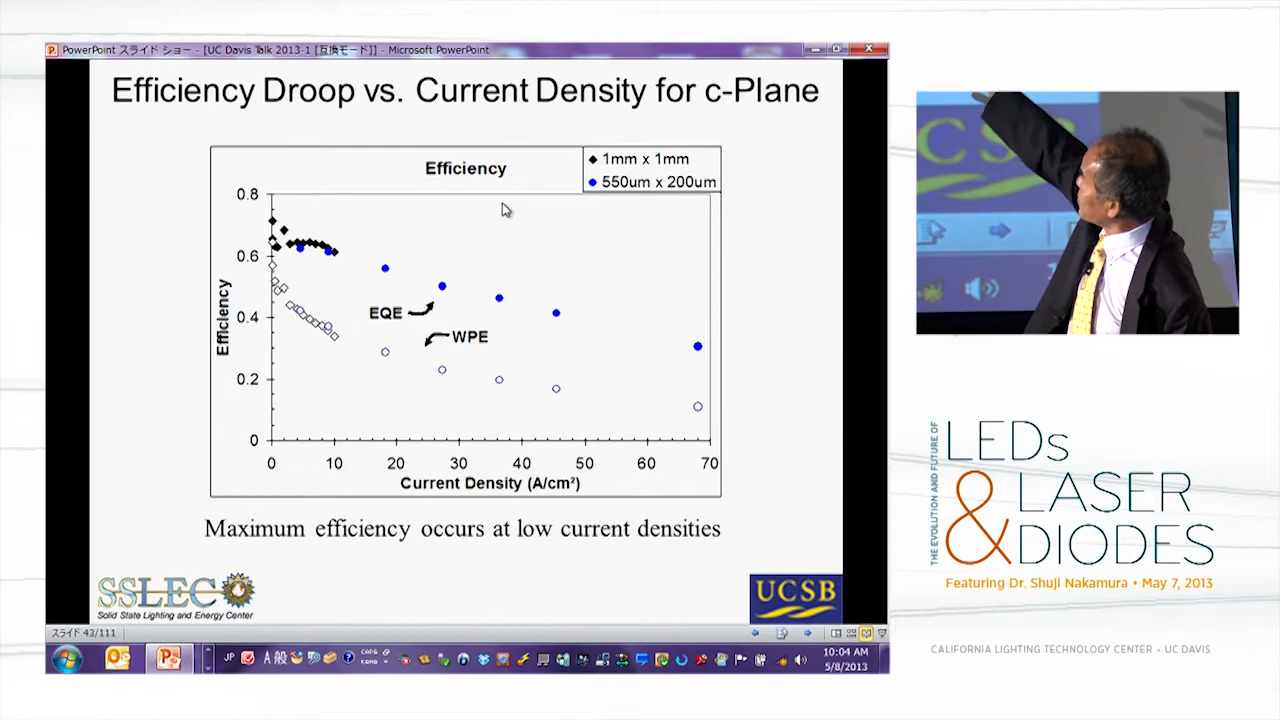 PowerPoint スライド ショー - [UC Davis Talk 2013-1 [互換モード]] - Microsoft PowerPoint
Efficiency Droop vs. Current Density for c-Plane
Efficiency
1mm x 1mm
550um x 200um
0.8
0.6
0.4
0.2
0
Efficiency
EQE
WPE
0 10 20 30 40 50 60 70
Current Density (A/cm²)
Maximum efficiency occurs at low current densities
SSLEC
Solid State Lighting and Energy Center
UCSB
スライド 43/111
JP
A 般
CAPS
KANA
10:04 AM
5/8/2013
UCSB
THE EVOLUTION AND FUTURE OF
LEDs
& LASER
DIODES
Featuring Dr. Shuji Nakamura • May 7, 2013
CALIFORNIA LIGHTING TECHNOLOGY CENTER • UC DAVIS